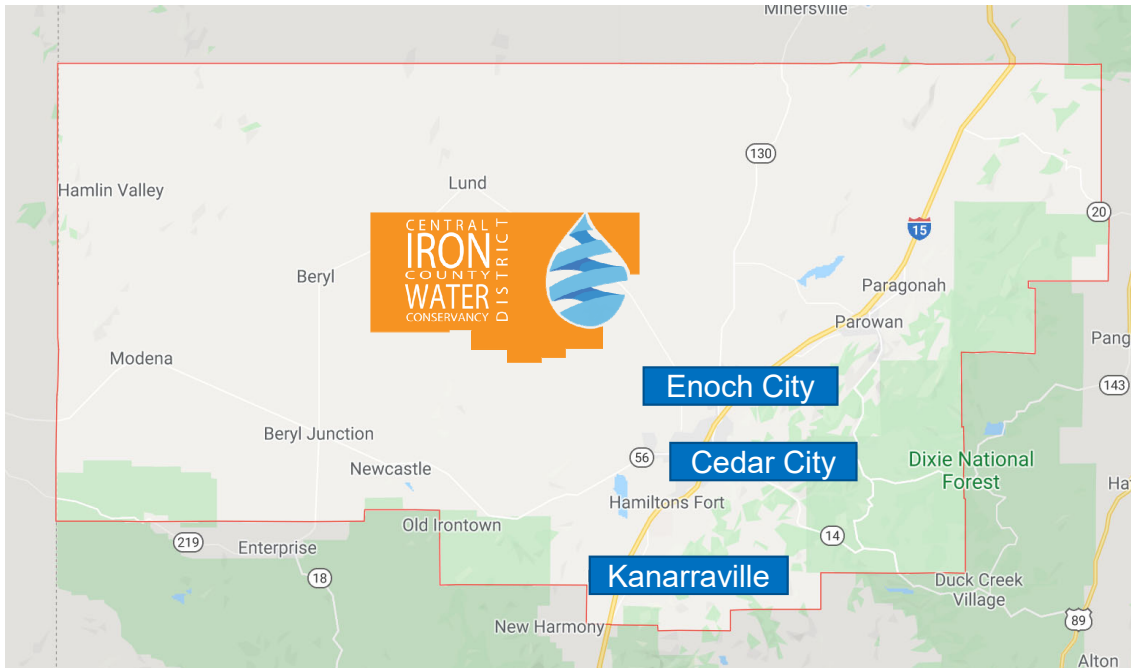 Minersville
130
Hamlin Valley
Lund
20
15
CENTRAL
IRON
COUNTY
WATER
CONSERVANCY
DISTRICT
Beryl
Paragonah
Parowan
Pang
Modena
Enoch City
143
Beryl Junction
Newcastle
56
Cedar City
Dixie National
Forest
Ha
Hamiltons Fort
Old Irontown
219
Enterprise
14
18
Kanarraville
Duck Creek
Village
New Harmony
89
Alton